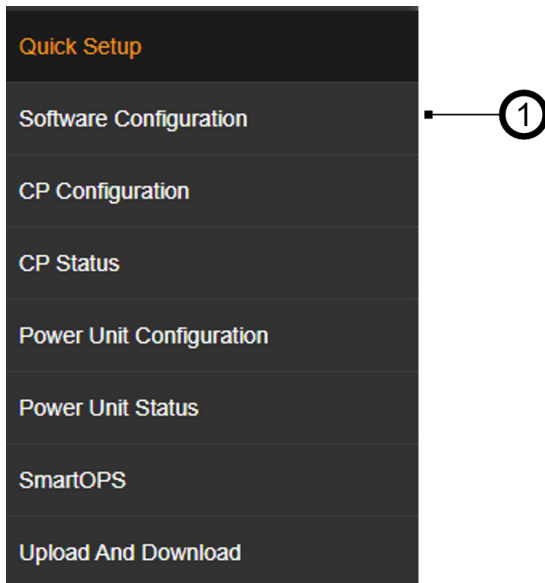 Quick Setup
Software Configuration
1
CP Configuration
CP Status
Power Unit Configuration
Power Unit Status
SmartOPS
Upload And Download